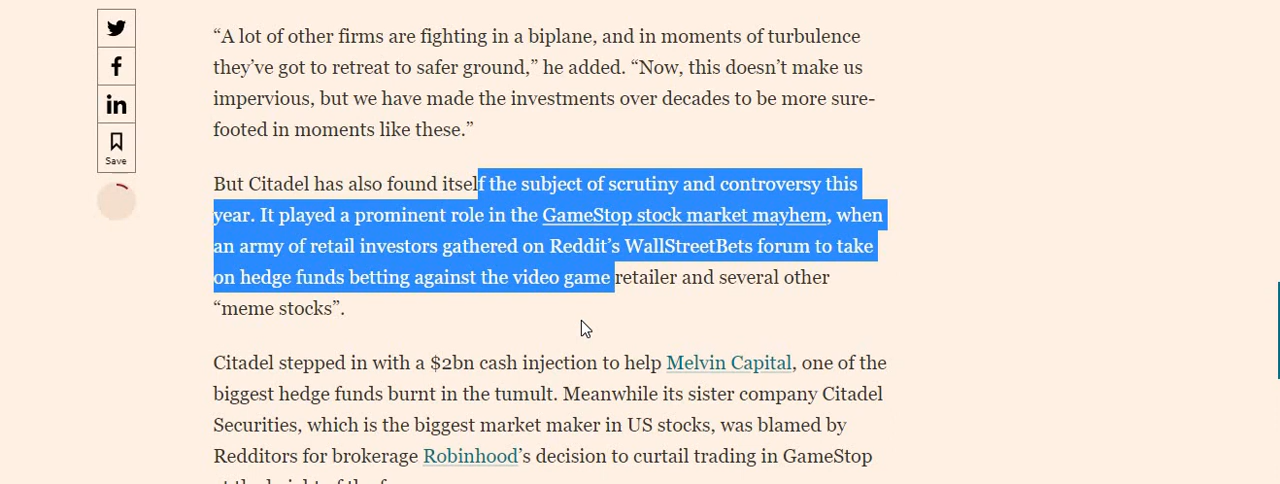 “A lot of other firms are fighting in a biplane, and in moments of turbulence
they’ve got to retreat to safer ground,” he added. “Now, this doesn’t make us
impervious, but we have made the investments over decades to be more sure-
footed in moments like these.”
Save
But Citadel has also found itself the subject of scrutiny and controversy this
year. It played a prominent role in the GameStop stock market mayhem, when
an army of retail investors gathered on Reddit’s WallStreetBets forum to take
on hedge funds betting against the video game retailer and several other
“meme stocks”.
Citadel stepped in with a $2bn cash injection to help Melvin Capital, one of the
biggest hedge funds burnt in the tumult. Meanwhile its sister company Citadel
Securities, which is the biggest market maker in US stocks, was blamed by
Redditors for brokerage Robinhood’s decision to curtail trading in GameStop